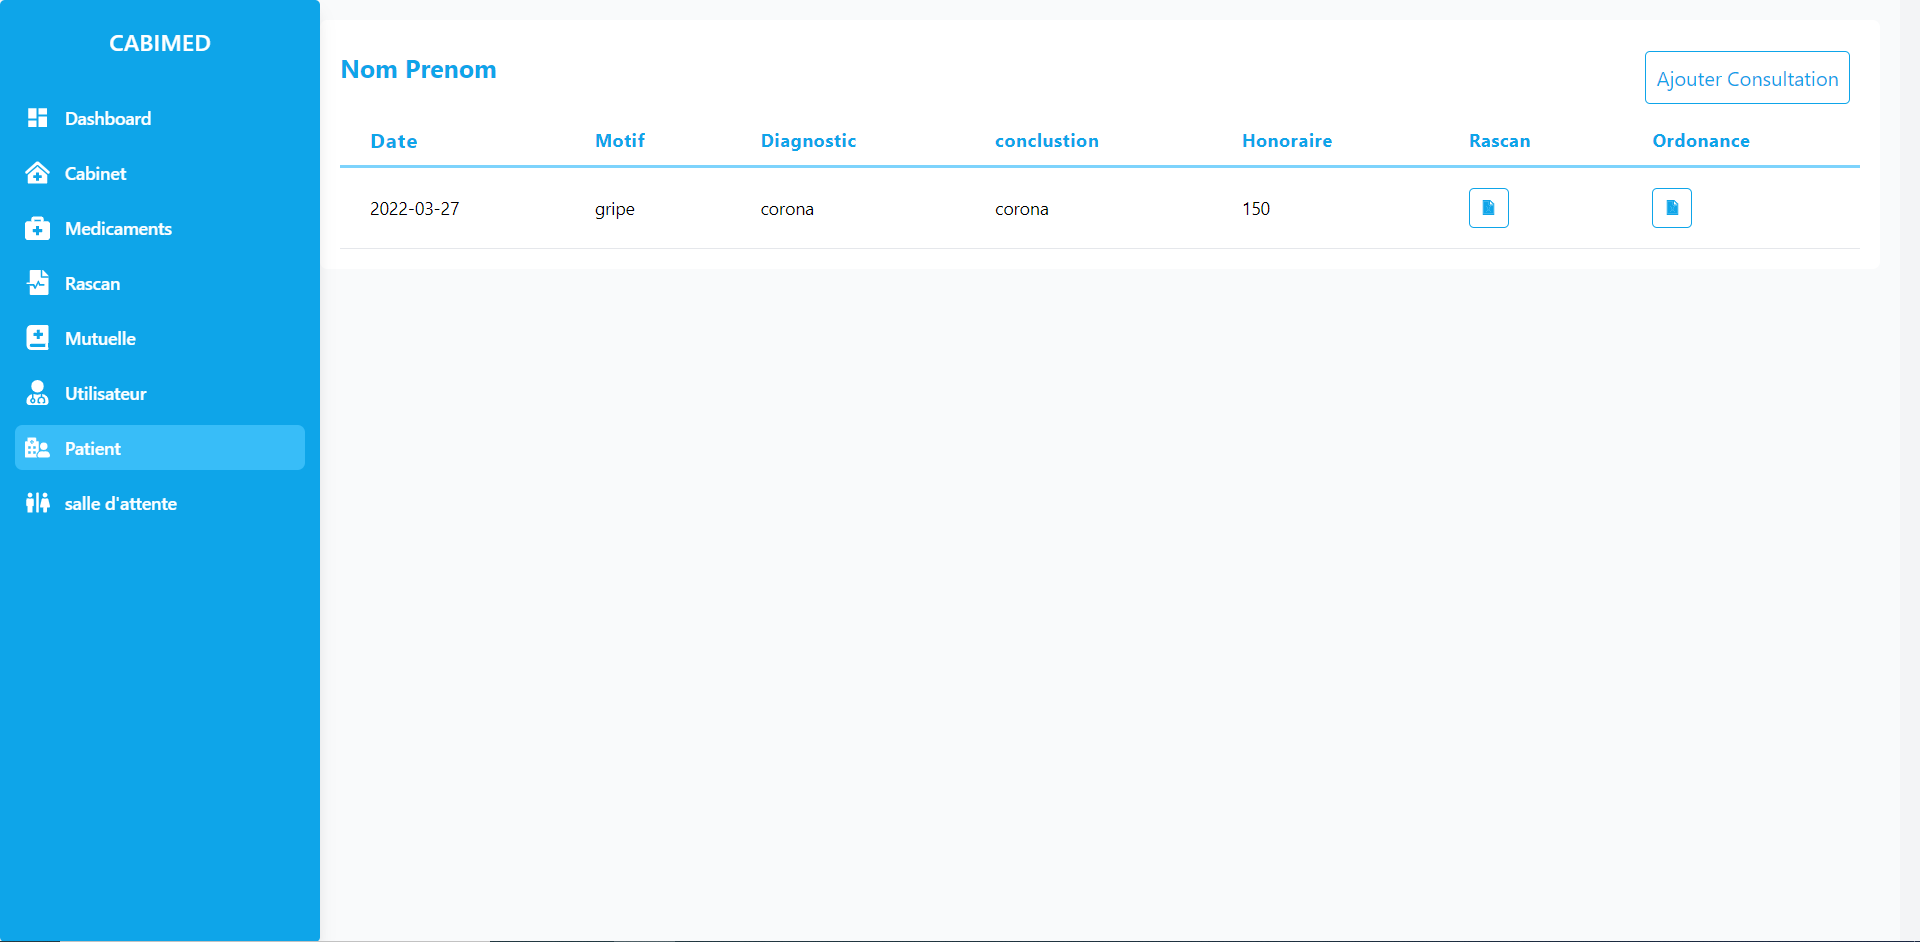 CABIMED
Dashboard
Cabinet
Medicaments
Rascan
Mutuelle
Utilisateur
Patient
salle d'attente
Nom Prenom
Ajouter Consultation
Date Motif Diagnostic conclustion Honoraire Rascan Ordonance
2022-03-27 gripe corona corona 150